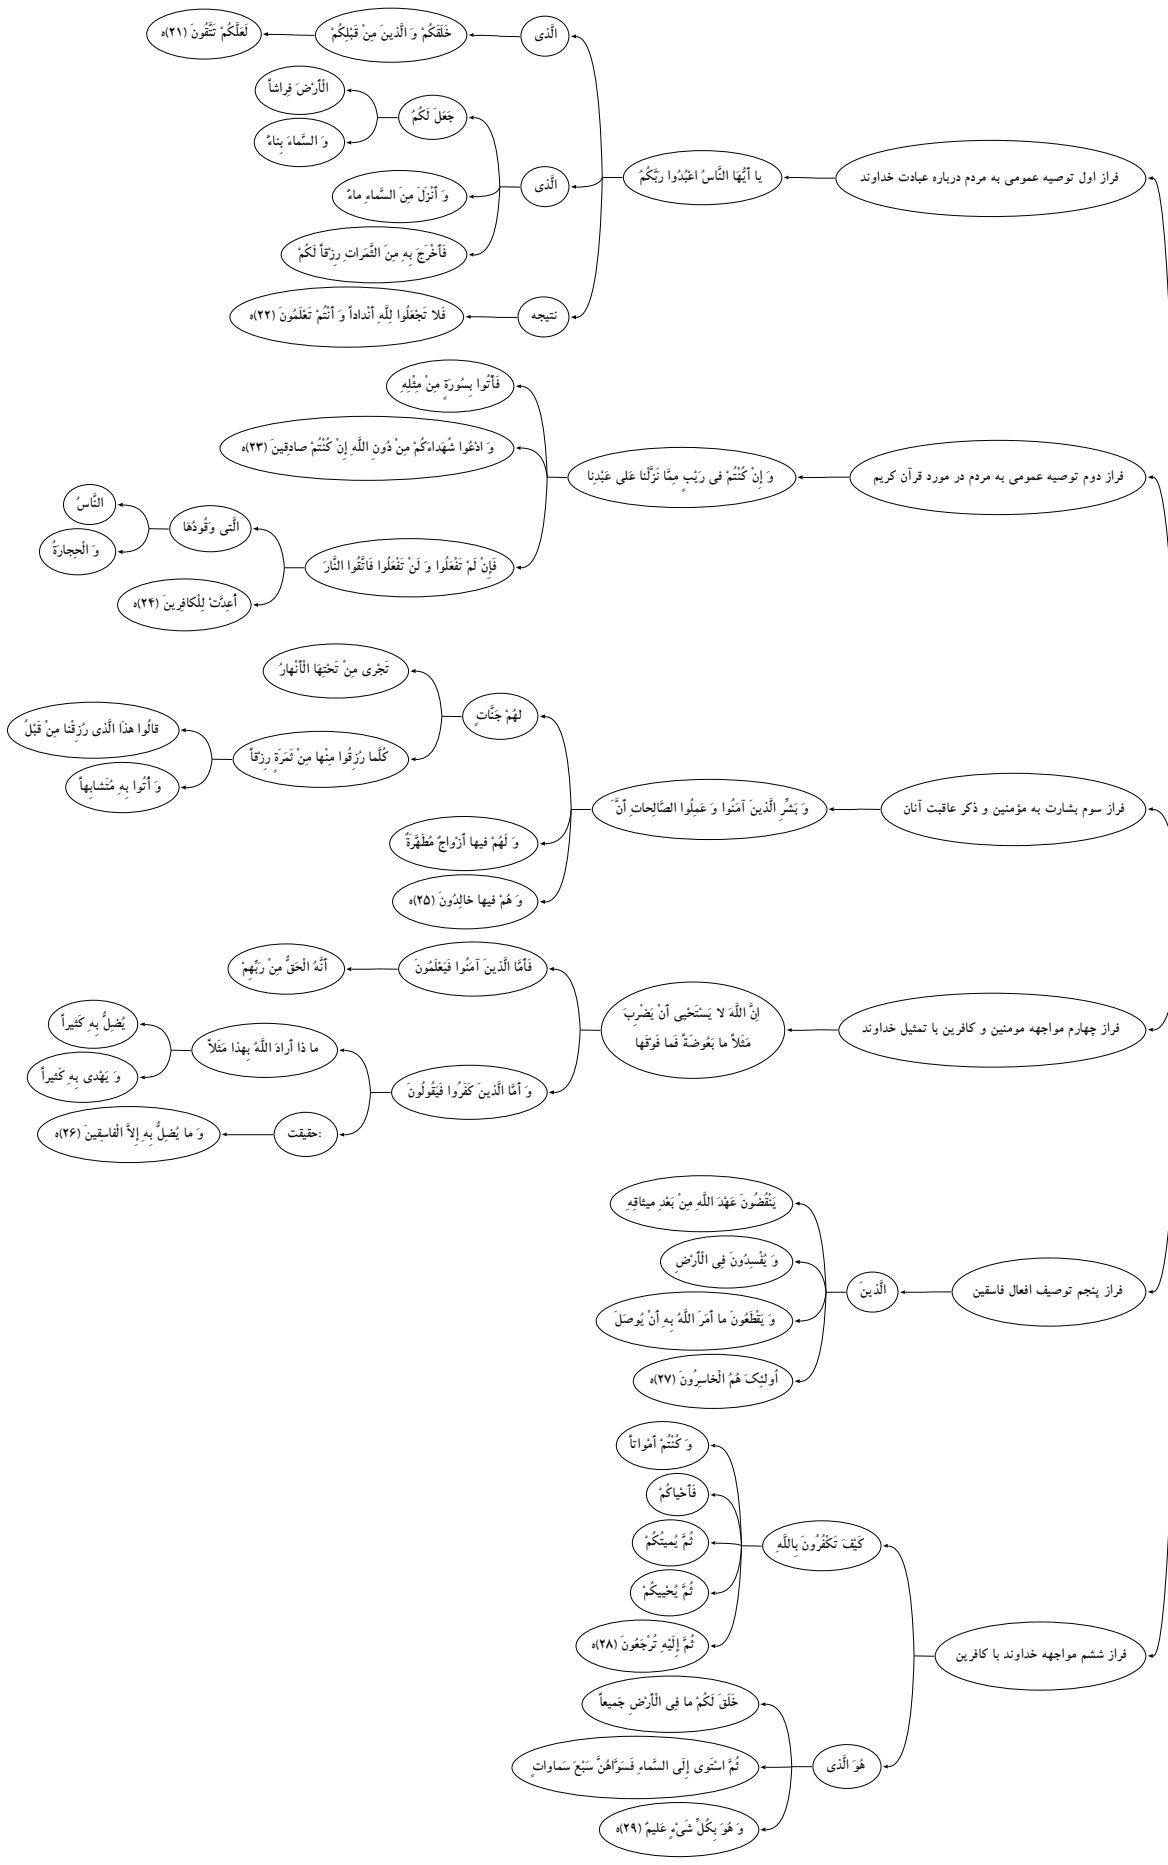 فراز اول توصیه عمومی به مردم درباره عبادت خداوند
یا أَیُّهَا النَّاسُ اعْبُدُوا رَبَّکُمُ
الَّذی
خَلَقَکُمْ وَ الَّذینَ مِنْ قَبْلِکُمْ
لَعَلَّکُمْ تَتَّقُونَ (۲۱)ه
الَّذی
جَعَلَ لَکُمُ
الْأَرْضَ فِراشاً
وَ السَّماءَ بِناءً
وَ أَنْزَلَ مِنَ السَّماءِ ماءً
فَأَخْرَجَ بِهِ مِنَ الثَّمَراتِ رِزْقاً لَکُمْ
نتیجه
فَلا تَجْعَلُوا لِلَّهِ أَنْداداً وَ أَنْتُمْ تَعْلَمُونَ (۲۲)ه
فراز دوم توصیه عمومی به مردم در مورد قرآن کریم
وَ إِنْ کُنْتُمْ فی رَیْبٍ مِمَّا نَزَّلْنا عَلی عَبْدِنا
فَأْتُوا بِسُورَةٍ مِنْ مِثْلِهِ
وَ ادْعُوا شُهَداءَکُمْ مِنْ دُونِ اللَّهِ إِنْ کُنْتُمْ صادِقینَ (۲۳)ه
فَإِنْ لَمْ تَفْعَلُوا وَ لَنْ تَفْعَلُوا فَاتَّقُوا النَّارَ
الَّتی وَقُودُهَا
النَّاسُ
وَ الْحِجارَةُ
أُعِدَّتْ لِلْکافِرینَ (۲۴)ه
فراز سوم بشارت به مؤمنین و ذکر عاقبت آنان
وَ بَشِّرِ الَّذینَ آمَنُوا وَ عَمِلُوا الصَّالِحاتِ أَنَّ
لَهُمْ جَنَّاتٍ
تَجْری مِنْ تَحْتِهَا الْأَنْهارُ
کُلَّما رُزِقُوا مِنْها مِنْ ثَمَرَةٍ رِزْقاً
قالُوا هذَا الَّذی رُزِقْنا مِنْ قَبْلُ
وَ أُتُوا بِهِ مُتَشابِهاً
وَ لَهُمْ فیها أَزْواجٌ مُطَهَّرَةٌ
وَ هُمْ فیها خالِدُونَ (۲۵)ه
فراز چهارم مواجهه مومنین و کافرین با تمثیل خداوند
إِنَّ اللَّهَ لا یَسْتَحْیی أَنْ یَضْرِبَ
مَثَلاً ما بَعُوضَةً فَما فَوْقَها
فَأَمَّا الَّذینَ آمَنُوا فَیَعْلَمُونَ
أَنَّهُ الْحَقُّ مِنْ رَبِّهِمْ
وَ أَمَّا الَّذینَ کَفَرُوا فَیَقُولُونَ
ما ذا أَرادَ اللَّهُ بِهذا مَثَلاً
یُضِلُّ بِهِ کَثیراً
وَ یَهْدی بِهِ کَثیراً
حقیقت:
وَ ما یُضِلُّ بِهِ إِلاَّ الْفاسِقینَ (۲۶)ه
فراز پنجم توصیف افعال فاسقین
الَّذینَ
یَنْقُضُونَ عَهْدَ اللَّهِ مِنْ بَعْدِ میثاقِهِ
وَ یُفْسِدُونَ فِی الْأَرْضِ
وَ یَقْطَعُونَ ما أَمَرَ اللَّهُ بِهِ أَنْ یُوصَلَ
أُولئِکَ هُمُ الْخاسِرُونَ (۲۷)ه
فراز ششم مواجهه خداوند با کافرین
کَیْفَ تَکْفُرُونَ بِاللَّهِ
وَ کُنْتُمْ أَمْواتاً
فَأَحْیاکُمْ
ثُمَّ یُمیتُکُمْ
ثُمَّ یُحْییکُمْ
ثُمَّ إِلَیْهِ تُرْجَعُونَ (۲۸)ه
هُوَ الَّذی
خَلَقَ لَکُمْ ما فِی الْأَرْضِ جَمیعاً
ثُمَّ اسْتَوی إِلَی السَّماءِ فَسَوَّاهُنَّ سَبْعَ سَماواتٍ
وَ هُوَ بِکُلِّ شَیْءٍ عَلیمٌ (۲۹)ه